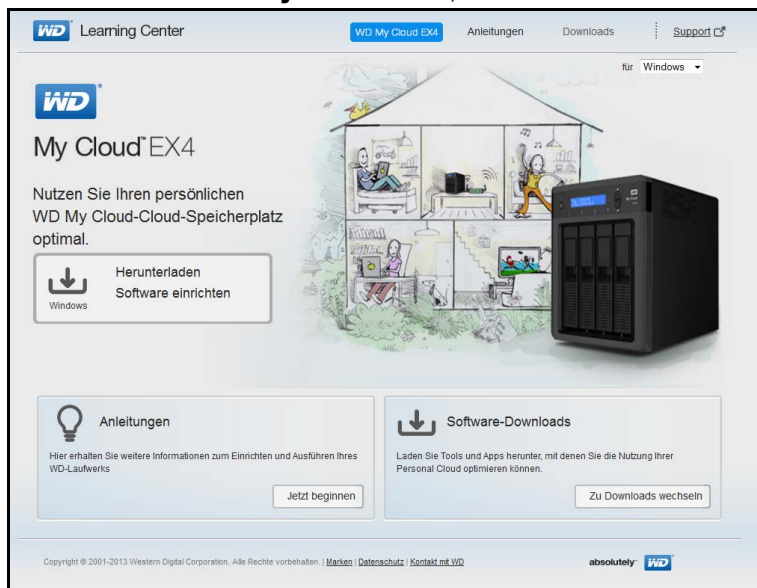 WD Learning Center WD My Cloud EX4 Anleitungen Downloads Support
für Windows
WD
My Cloud™ EX4
Nutzen Sie Ihren persönlichen
WD My Cloud-Cloud-Speicherplatz
optimal.
Herunterladen
Software einrichten
Windows
Anleitungen
Hier erhalten Sie weitere Informationen zum Einrichten und Ausführen Ihres
WD-Laufwerks
Jetzt beginnen
Software-Downloads
Laden Sie Tools und Apps herunter, mit denen Sie die Nutzung Ihrer
Personal Cloud optimieren können.
Zu Downloads wechseln
Copyright © 2001-2013 Western Digital Corporation. Alle Rechte vorbehalten. | Marken | Datenschutz | Kontakt mit WD
absolutely WD